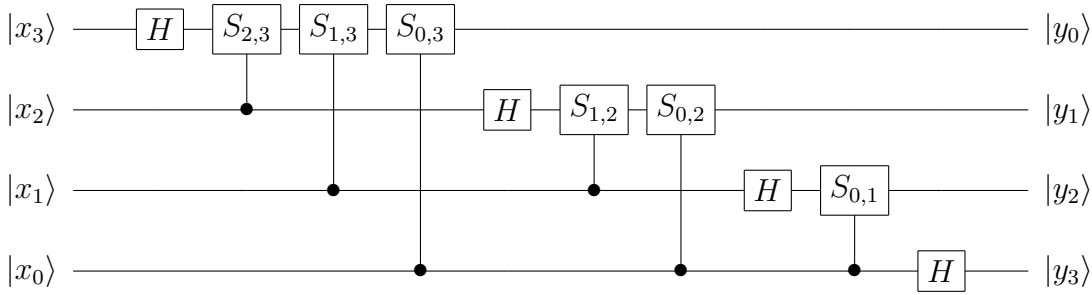 |x₃⟩ H S₂,₃ S₁,₃ S₀,₃ |y₀⟩
|x₂⟩ H S₁,₂ S₀,₂ |y₁⟩
|x₁⟩ H S₀,₁ |y₂⟩
|x₀⟩ H |y₃⟩